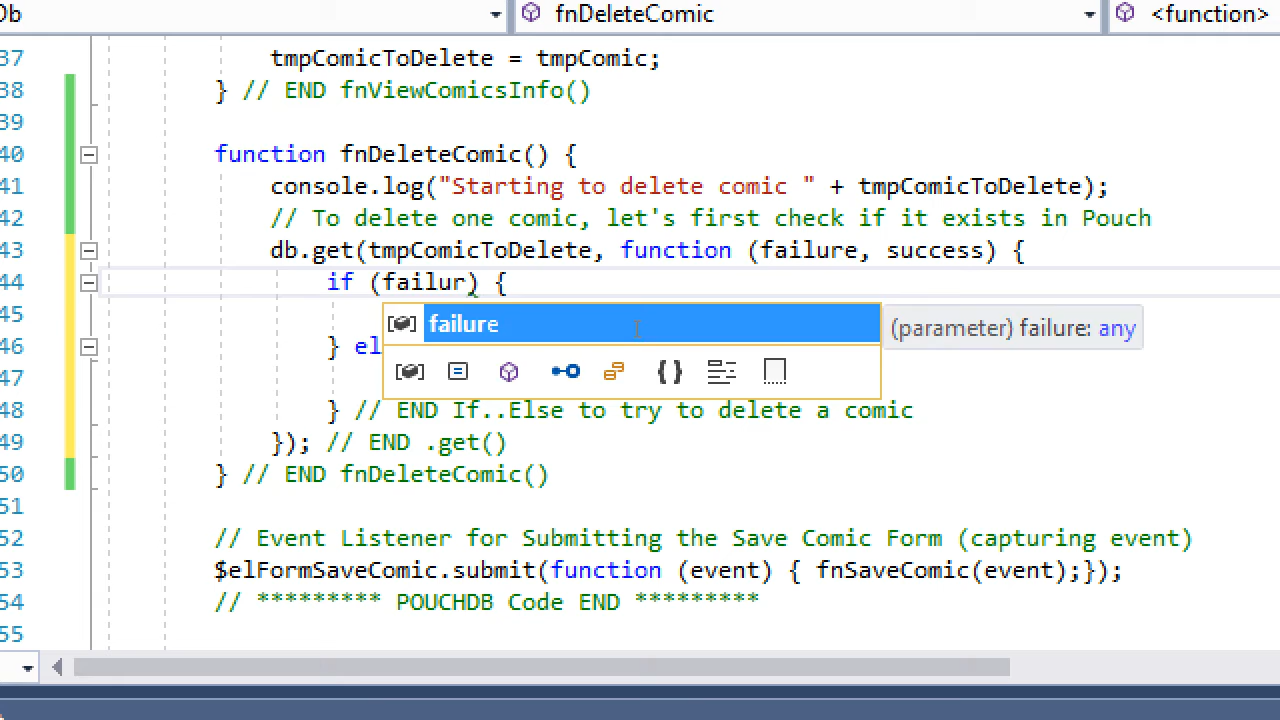 Ob fnDeleteComic <function>
37 tmpComicToDelete = tmpComic;
38 } // END fnViewComicsInfo()
39
40 function fnDeleteComic() {
41 console.log("Starting to delete comic " + tmpComicToDelete);
42 // To delete one comic, let's first check if it exists in Pouch
43 db.get(tmpComicToDelete, function (failure, success) {
44 if (failur) {
45 failure (parameter) failure: any
46 } el
47
48 } // END If..Else to try to delete a comic
49 }); // END .get()
50 } // END fnDeleteComic()
51
52 // Event Listener for Submitting the Save Comic Form (capturing event)
53 $elFormSaveComic.submit(function (event) { fnSaveComic(event);});
54 // ********* POUCHDB Code END *********
55